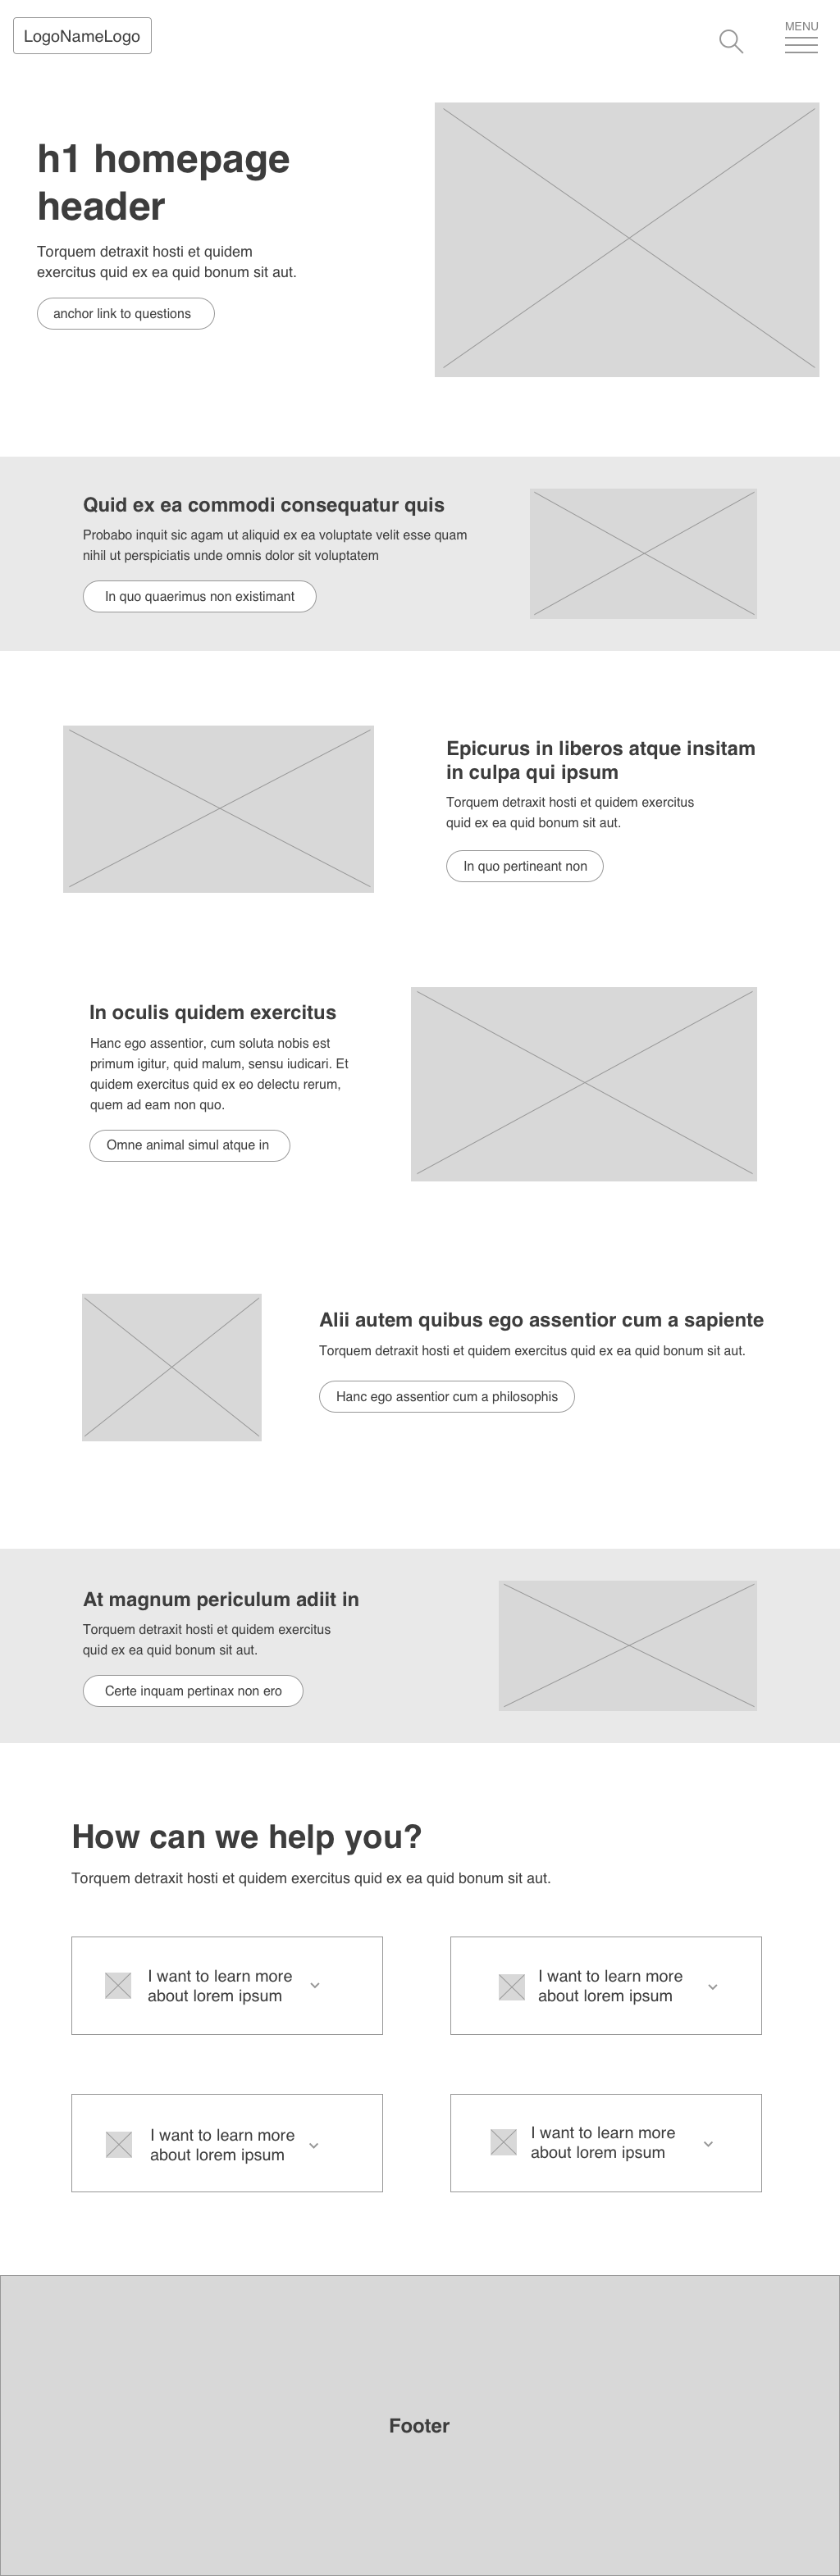 LogoNameLogo
MENU
h1 homepage
header
Torquem detraxit hosti et quidem
exercitus quid ex ea quid bonum sit aut.
anchor link to questions
Quid ex ea commodi consequatur quis
Probabo inquit sic agam ut aliquid ex ea voluptate velit esse quam
nihil ut perspiciatis unde omnis dolor sit voluptatem
In quo quaerimus non existimant
Epicurus in liberos atque insitam
in culpa qui ipsum
Torquem detraxit hosti et quidem exercitus
quid ex ea quid bonum sit aut.
In quo pertineant non
In oculis quidem exercitus
Hanc ego assentior, cum soluta nobis est
primum igitur, quid malum, sensu iudicari. Et
quidem exercitus quid ex eo delectu rerum,
quem ad eam non quo.
Omne animal simul atque in
Alii autem quibus ego assentior cum a sapiente
Torquem detraxit hosti et quidem exercitus quid ex ea quid bonum sit aut.
Hanc ego assentior cum a philosophis
At magnum periculum adiit in
Torquem detraxit hosti et quidem exercitus
quid ex ea quid bonum sit aut.
Certe inquam pertinax non ero
How can we help you?
Torquem detraxit hosti et quidem exercitus quid ex ea quid bonum sit aut.
I want to learn more
about lorem ipsum
I want to learn more
about lorem ipsum
I want to learn more
about lorem ipsum
I want to learn more
about lorem ipsum
Footer